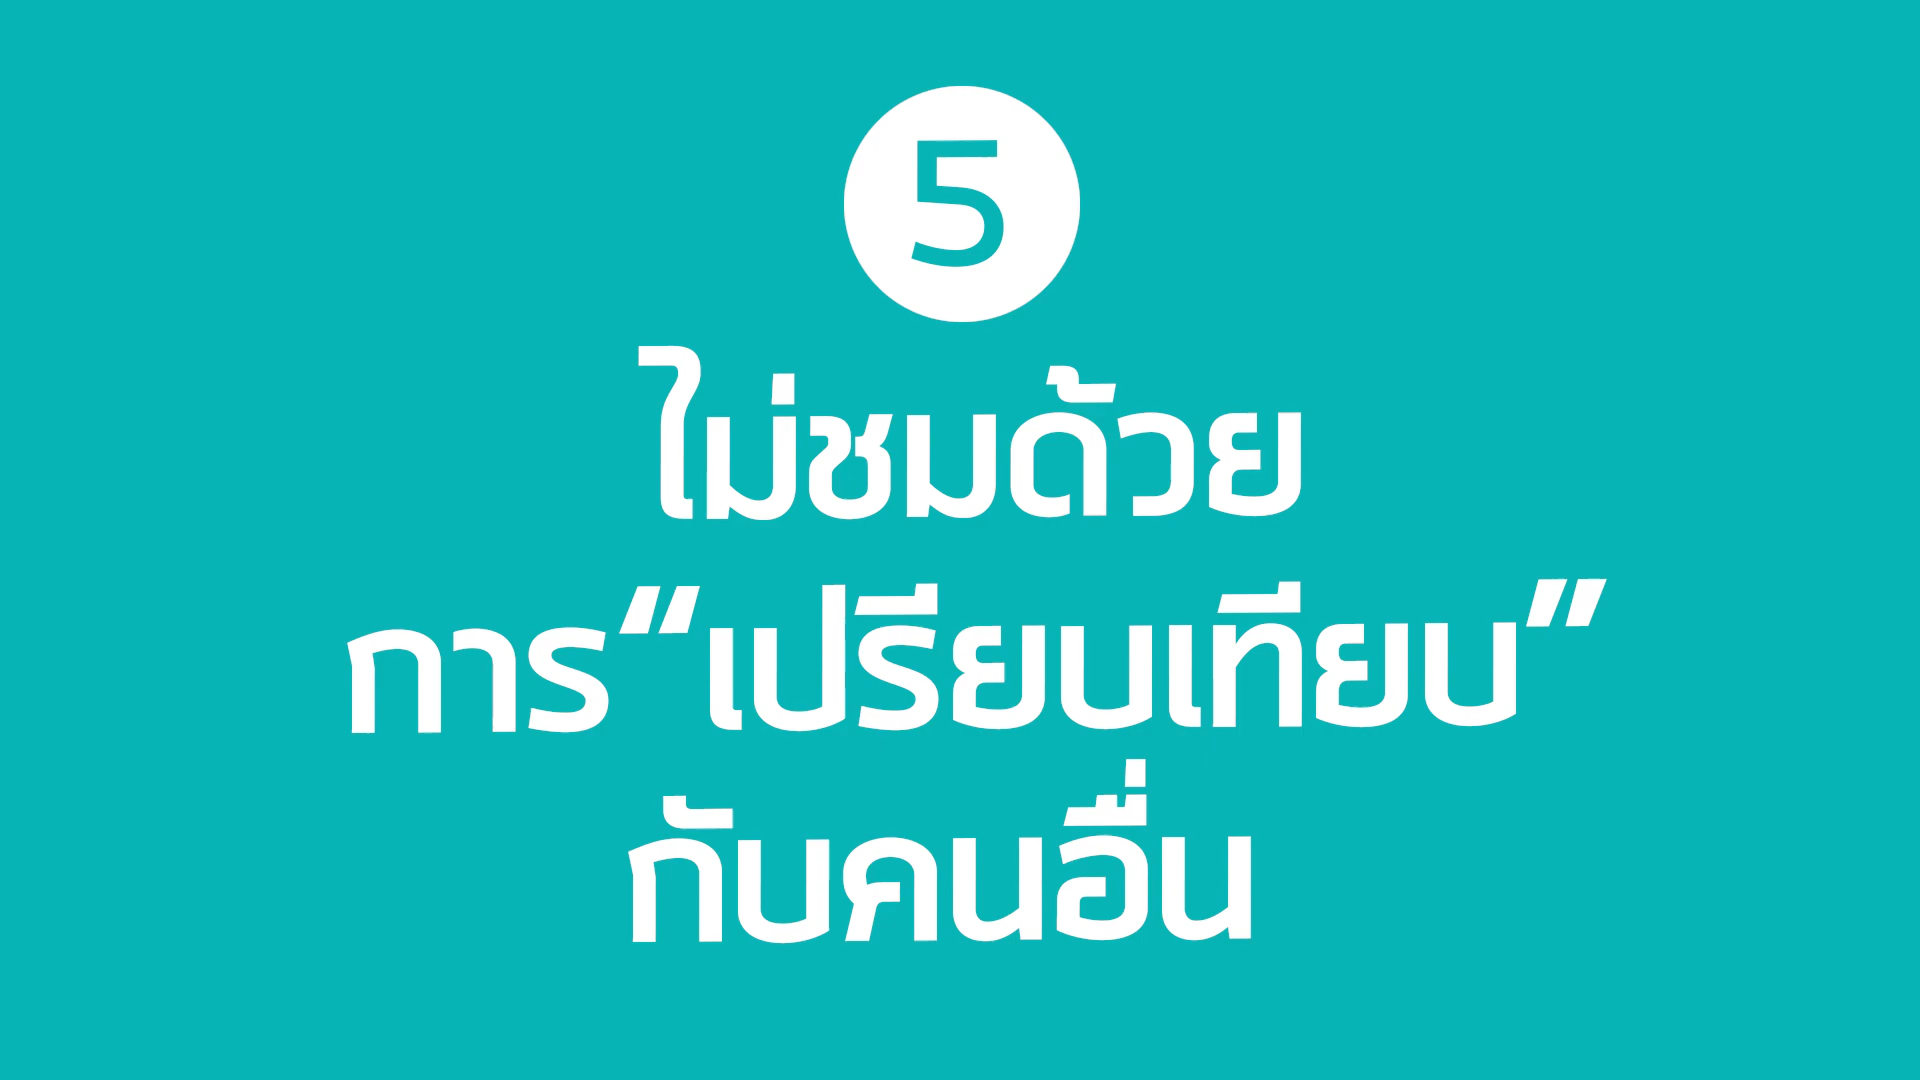 5
ไม่ชมด้วย
การ“เปรียบเทียบ”
กับคนอื่น